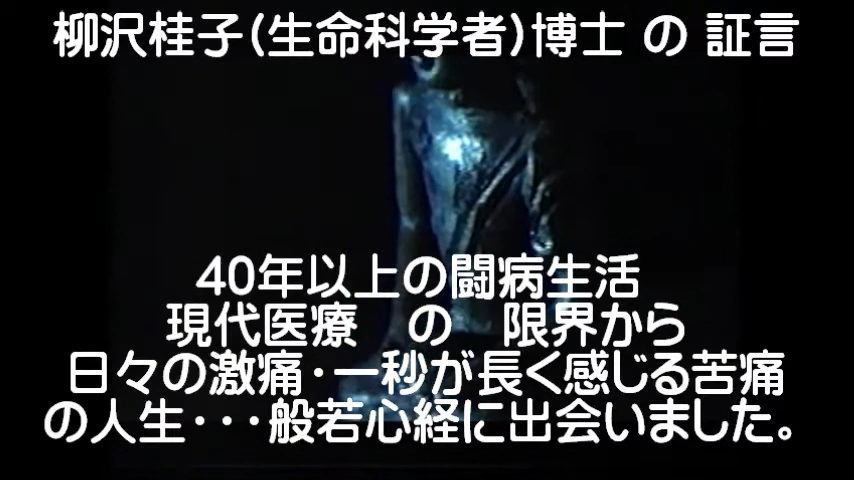 柳沢桂子(生命科学者)博士 の 証言
40年以上の闘病生活
現代医療 の 限界から
日々の激痛・一秒が長く感じる苦痛
の人生・・・般若心経に出会いました。